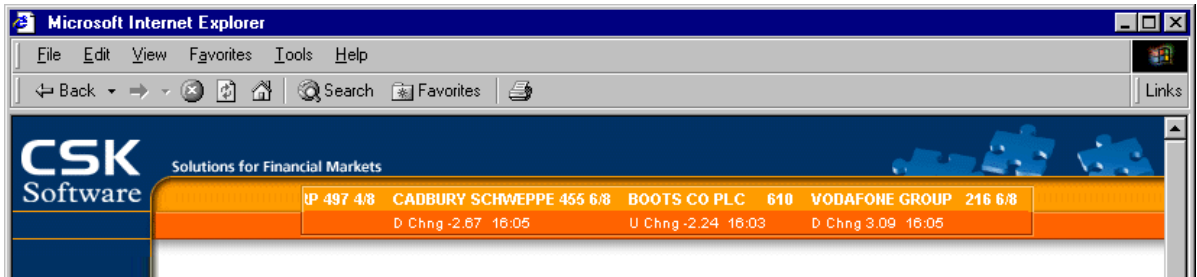 Microsoft Internet Explorer
File Edit View Favorites Tools Help
Back Search Favorites Links
CSK
Software
Solutions for Financial Markets
497 4/8 CADBURY SCHWEPPE 455 6/8 BOOTS CO PLC 610 VODAFONE GROUP 216 6/8
D Chng -2.67 16:05 U Chng -2.24 16:03 D Chng 3.09 16:05